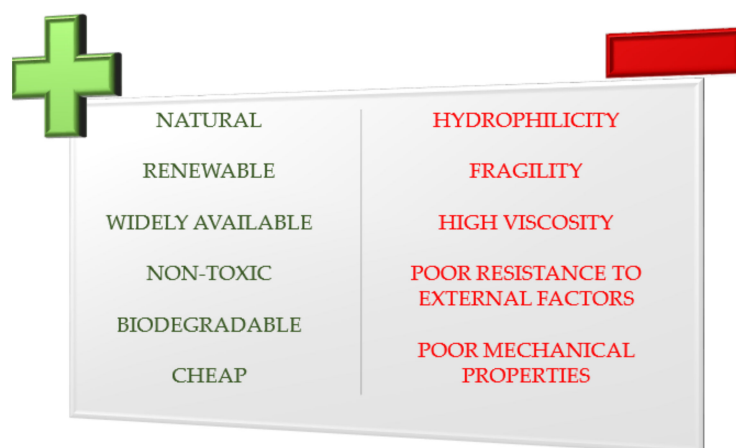 NATURAL
RENEWABLE
WIDELY AVAILABLE
NON-TOXIC
BIODEGRADABLE
CHEAP
HYDROPHILICITY
FRAGILITY
HIGH VISCOSITY
POOR RESISTANCE TO
EXTERNAL FACTORS
POOR MECHANICAL
PROPERTIES